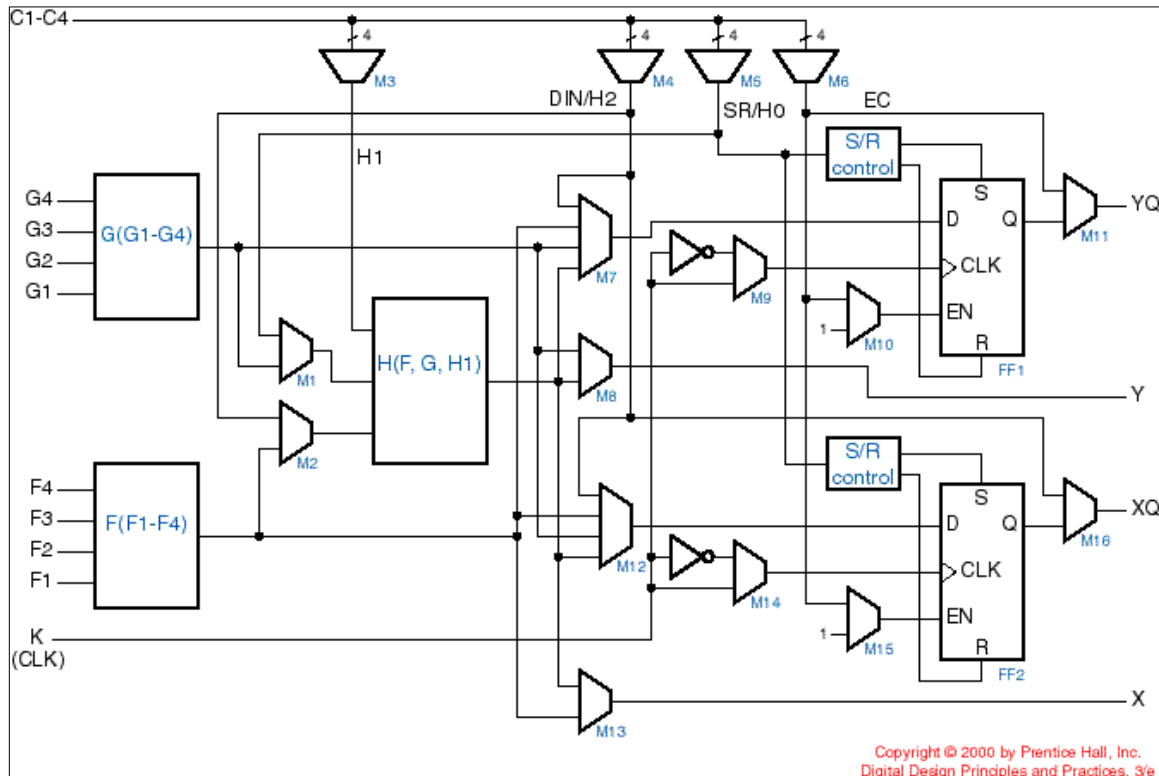 C1-C4
4
4
4
4
M3
M4
M5
M6
DIN/H2
SR/H0
EC
H1
S/R
control
G4
G3
G2
G1
G(G1-G4)
S
D
Q
CLK
EN
R
FF1
YQ
M11
M7
M9
1
M10
M1
H(F, G, H1)
M8
Y
M2
S/R
control
F4
F3
F2
F1
F(F1-F4)
S
D
Q
CLK
EN
R
FF2
XQ
M16
M12
M14
1
M15
K
(CLK)
M13
X
Copyright © 2000 by Prentice Hall, Inc.
Digital Design Principles and Practices, 3/e